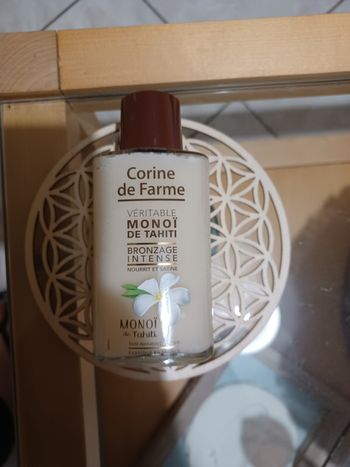 Corine
de Farme
VÉRITABLE
MONOÏ
DE TAHITI
BRONZAGE
INTENSE
NOURRIT ET SATINE
MONOÏ
de Tahiti